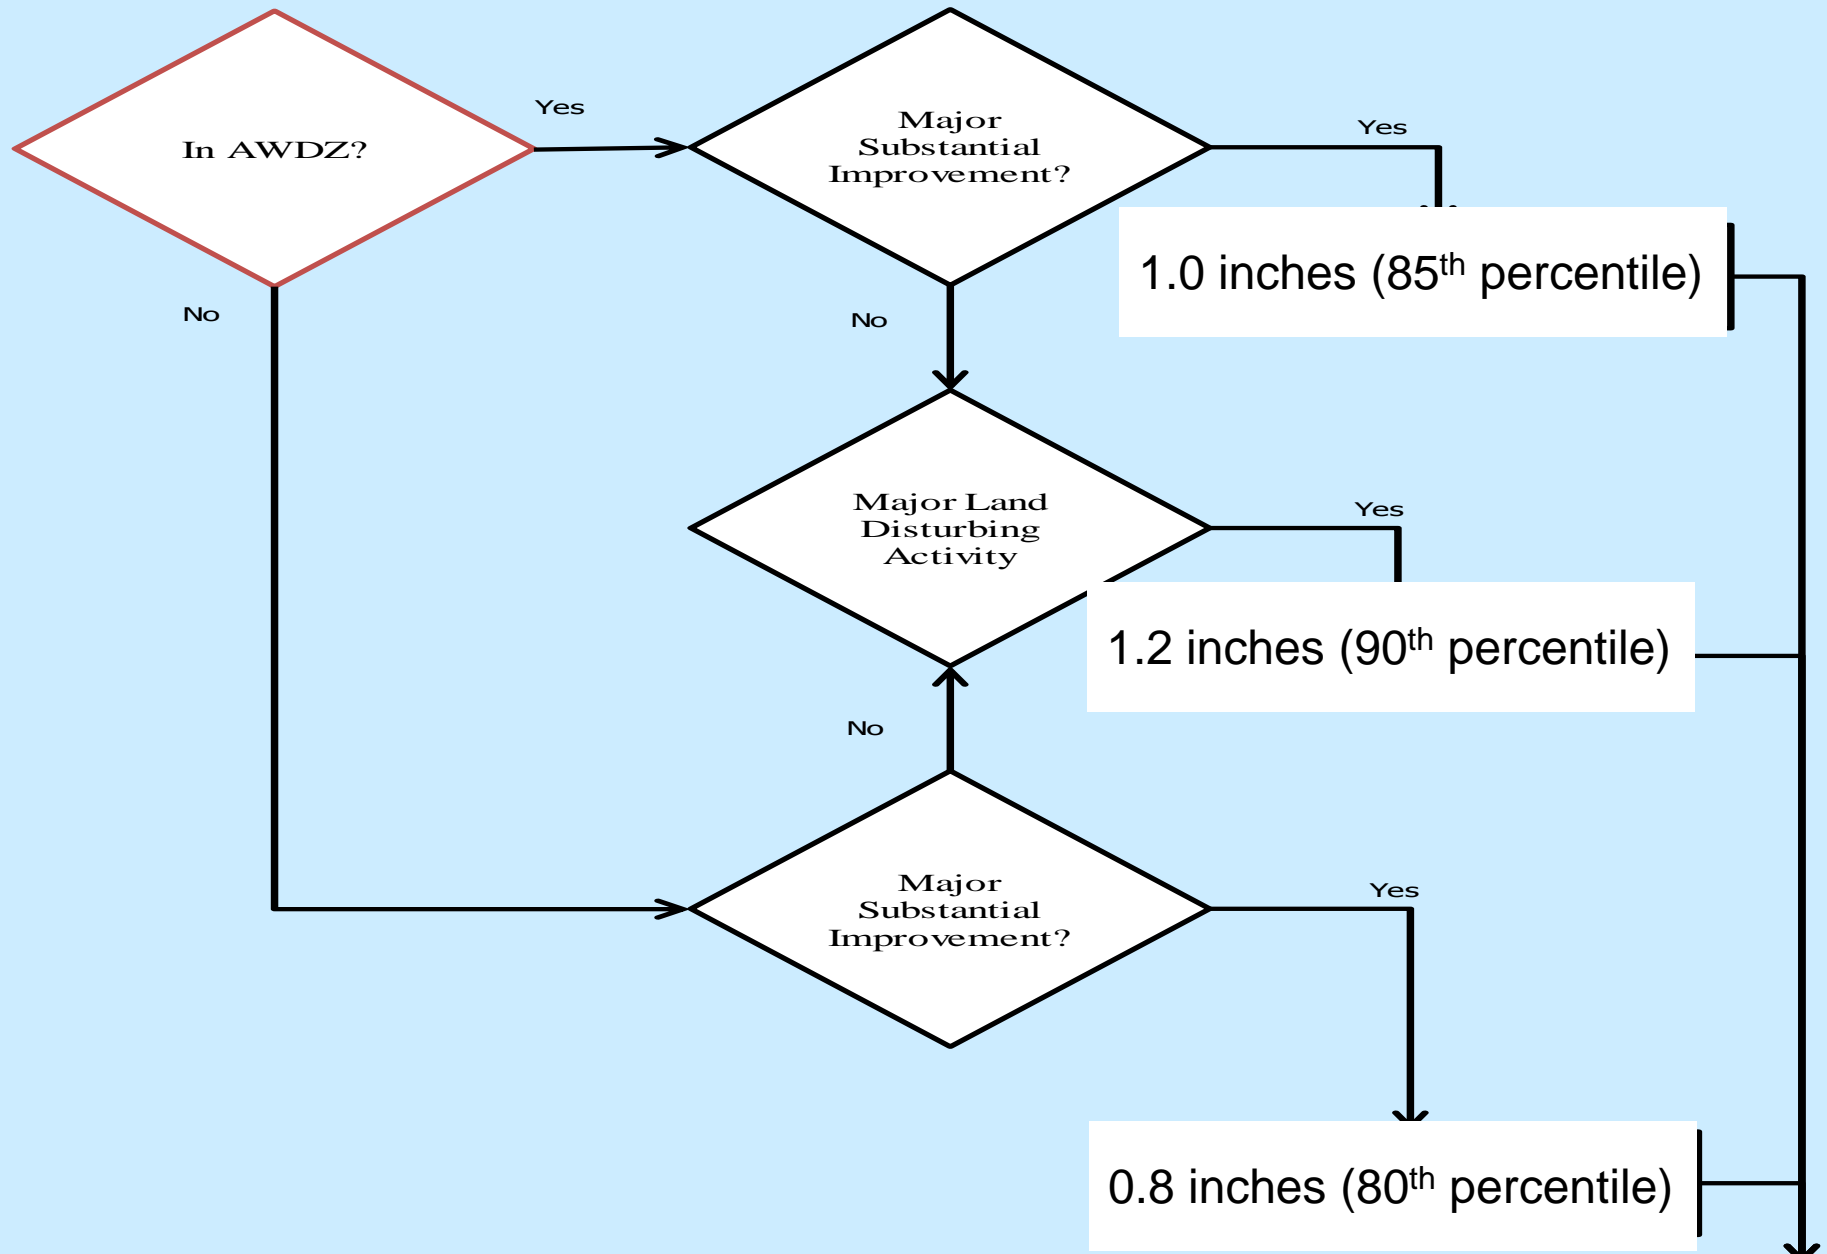 In AWDZ?
Yes
Major
Substantial
Improvement?
Yes
1.0 inches (85th percentile)
No
No
Major Land
Disturbing
Activity
Yes
1.2 inches (90th percentile)
No
Major
Substantial
Improvement?
Yes
0.8 inches (80th percentile)